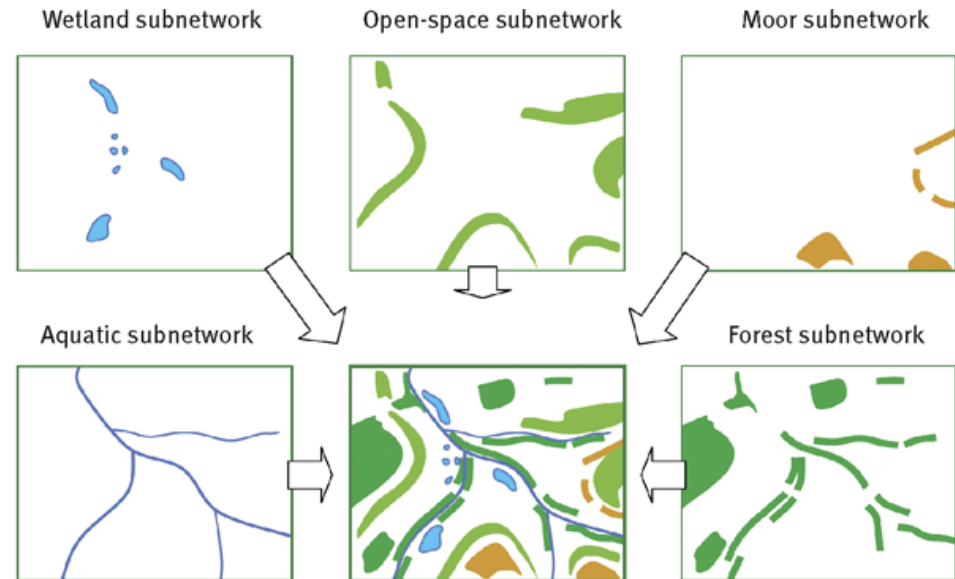 Wetland subnetwork
Open-space subnetwork
Moor subnetwork
Aquatic subnetwork
Forest subnetwork